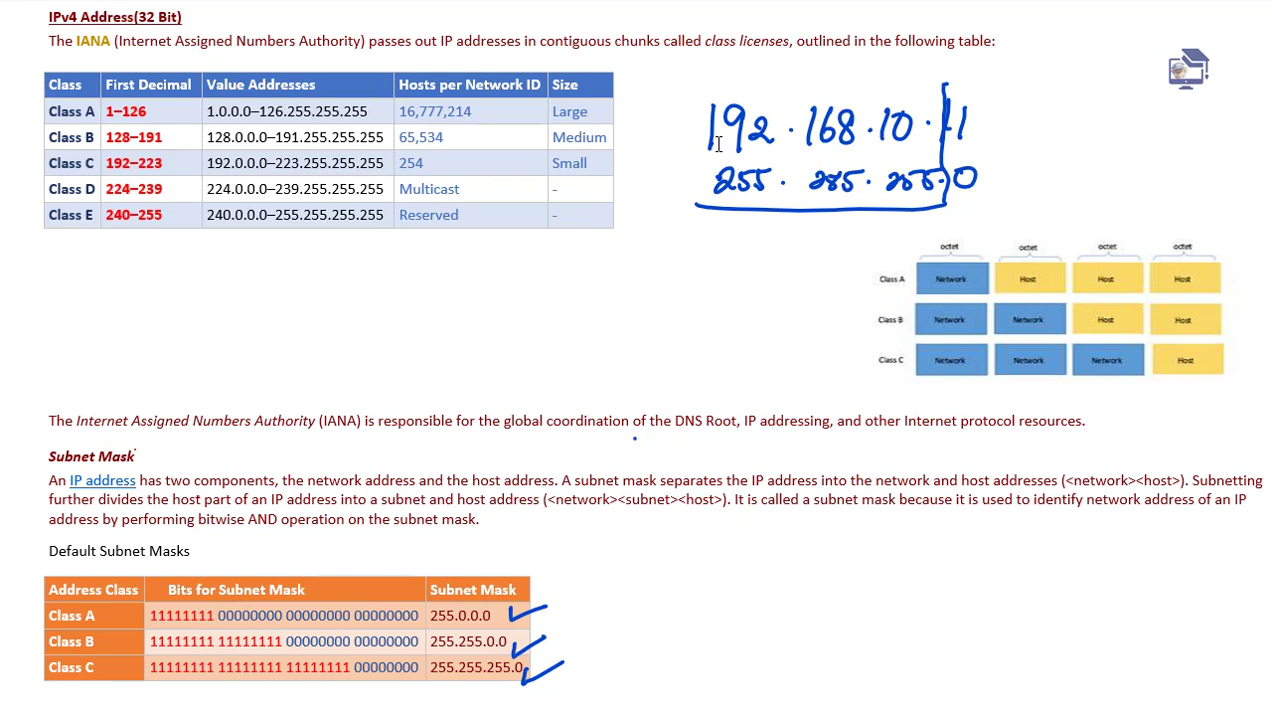 IPv4 Address(32 Bit)
The IANA (Internet Assigned Numbers Authority) passes out IP addresses in contiguous chunks called class licenses, outlined in the following table:
Class First Decimal Value Addresses Hosts per Network ID Size
Class A 1–126 1.0.0.0–126.255.255.255 16,777,214 Large
Class B 128–191 128.0.0.0–191.255.255.255 65,534 Medium
Class C 192–223 192.0.0.0–223.255.255.255 254 Small
Class D 224–239 224.0.0.0–239.255.255.255 Multicast -
Class E 240–255 240.0.0.0–255.255.255.255 Reserved -
192.168.10.
255.255.255.0
octet octet octet octet
Class A Network Host Host Host
Class B Network Network Host Host
Class C Network Network Network Host
The Internet Assigned Numbers Authority (IANA) is responsible for the global coordination of the DNS Root, IP addressing, and other Internet protocol resources.
Subnet Mask
An IP address has two components, the network address and the host address. A subnet mask separates the IP address into the network and host addresses (<network><host>). Subnetting
further divides the host part of an IP address into a subnet and host address (<network><subnet><host>). It is called a subnet mask because it is used to identify network address of an IP
address by performing bitwise AND operation on the subnet mask.
Default Subnet Masks
Address Class Bits for Subnet Mask Subnet Mask
Class A 11111111 00000000 00000000 00000000 255.0.0.0
Class B 11111111 11111111 00000000 00000000 255.255.0.0
Class C 11111111 11111111 11111111 00000000 255.255.255.0